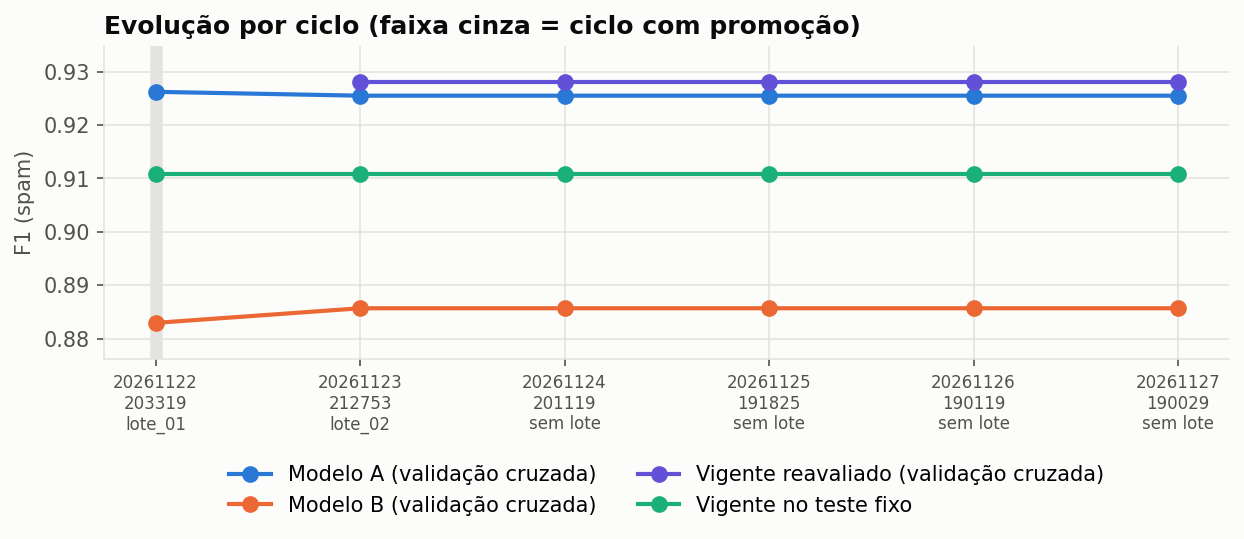 Evolução por ciclo (faixa cinza = ciclo com promoção)
F1 (spam)
0.93
0.92
0.91
0.90
0.89
0.88
20261122
203319
lote_01
20261123
212753
lote_02
20261124
201119
sem lote
20261125
191825
sem lote
20261126
190119
sem lote
20261127
190029
sem lote
Modelo A (validação cruzada)
Modelo B (validação cruzada)
Vigente reavaliado (validação cruzada)
Vigente no teste fixo